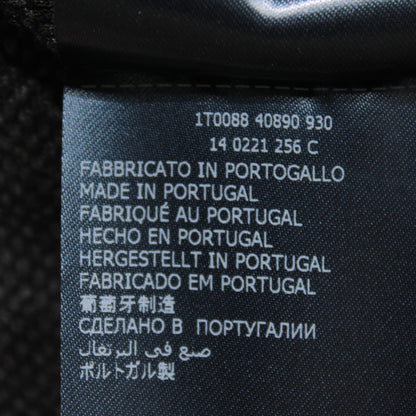 1T0088 40890 930
14 0221 256 C
FABBRICATO IN PORTOGALLO
MADE IN PORTUGAL
FABRIQUÉ AU PORTUGAL
HECHO EN PORTUGAL
HERGESTELLT IN PORTUGAL
FABRICADO EM PORTUGAL
葡萄牙制造
СДЕЛАНО В ПОРТУГАЛИИ
صنع في البرتغال
ポルトガル製